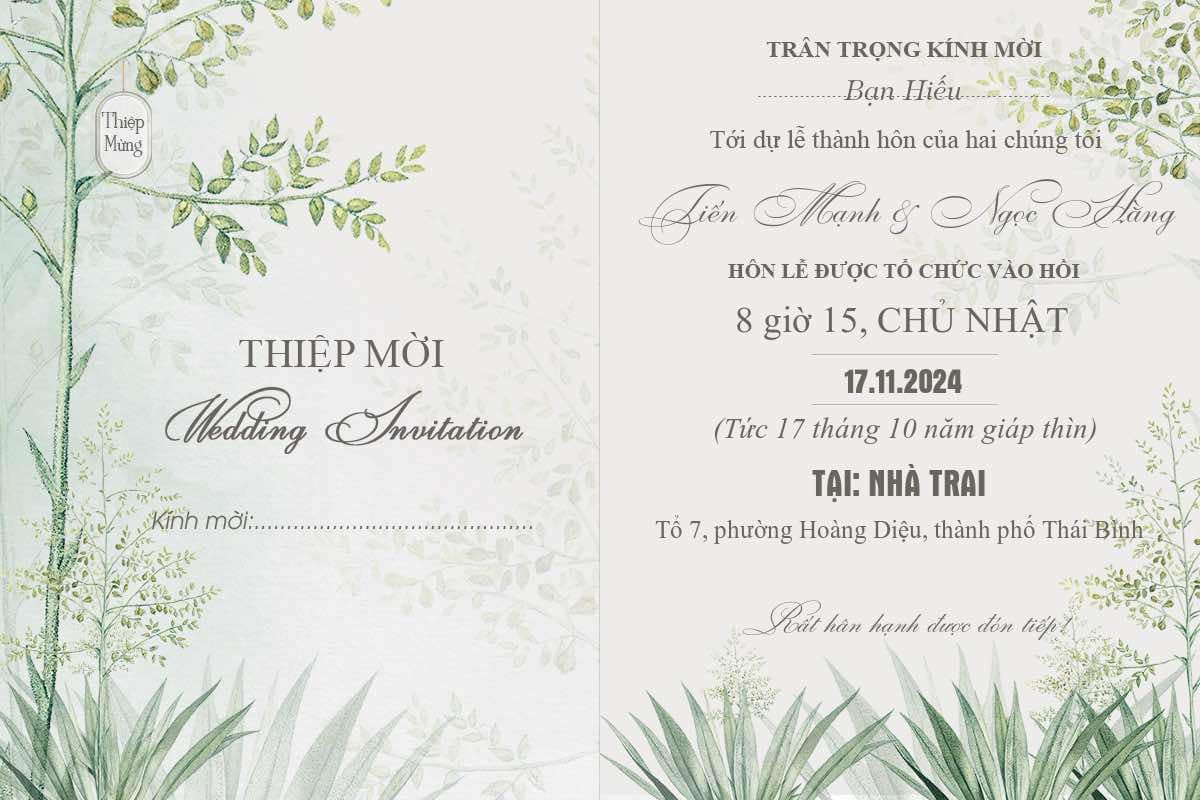 Thiệp
Mừng
THIỆP MỜI
Wedding Invitation
Kính mời:...........................................
TRÂN TRỌNG KÍNH MỜI
Bạn Hiếu
Tới dự lễ thành hôn của hai chúng tôi
Tiến Mạnh & Ngọc Hằng
HÔN LỄ ĐƯỢC TỔ CHỨC VÀO HỒI
8 giờ 15, CHỦ NHẬT
17.11.2024
(Tức 17 tháng 10 năm giáp thìn)
TẠI: NHÀ TRAI
Tổ 7, phường Hoàng Diệu, thành phố Thái Bình
Rất hân hạnh được đón tiếp!